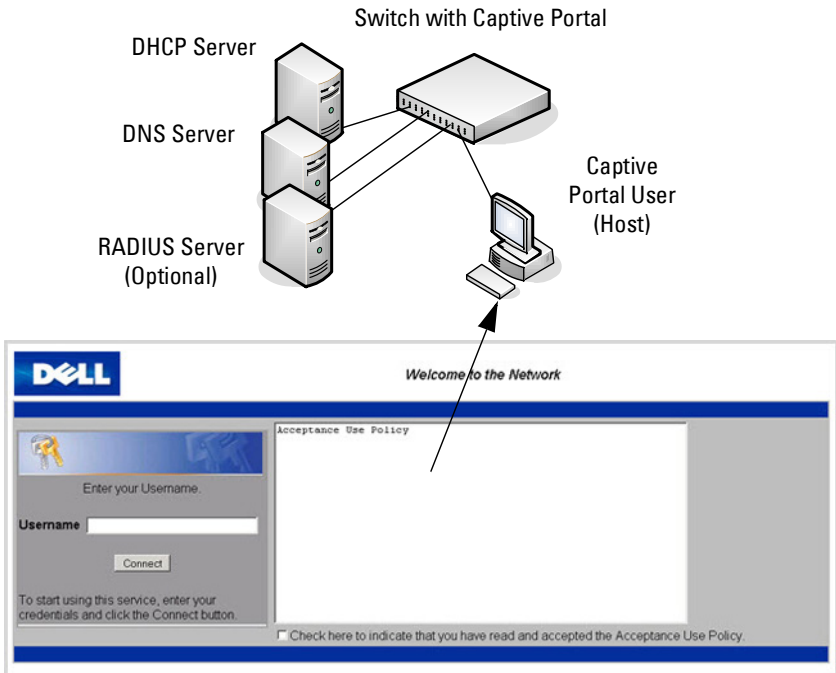 Switch with Captive Portal
DHCP Server
DNS Server
Captive
Portal User
(Host)
RADIUS Server
(Optional)
DELL
Welcome to the Network
Acceptance Use Policy
Enter your Username.
Username
Connect
To start using this service, enter your
credentials and click the Connect button.
Check here to indicate that you have read and accepted the Acceptance Use Policy.